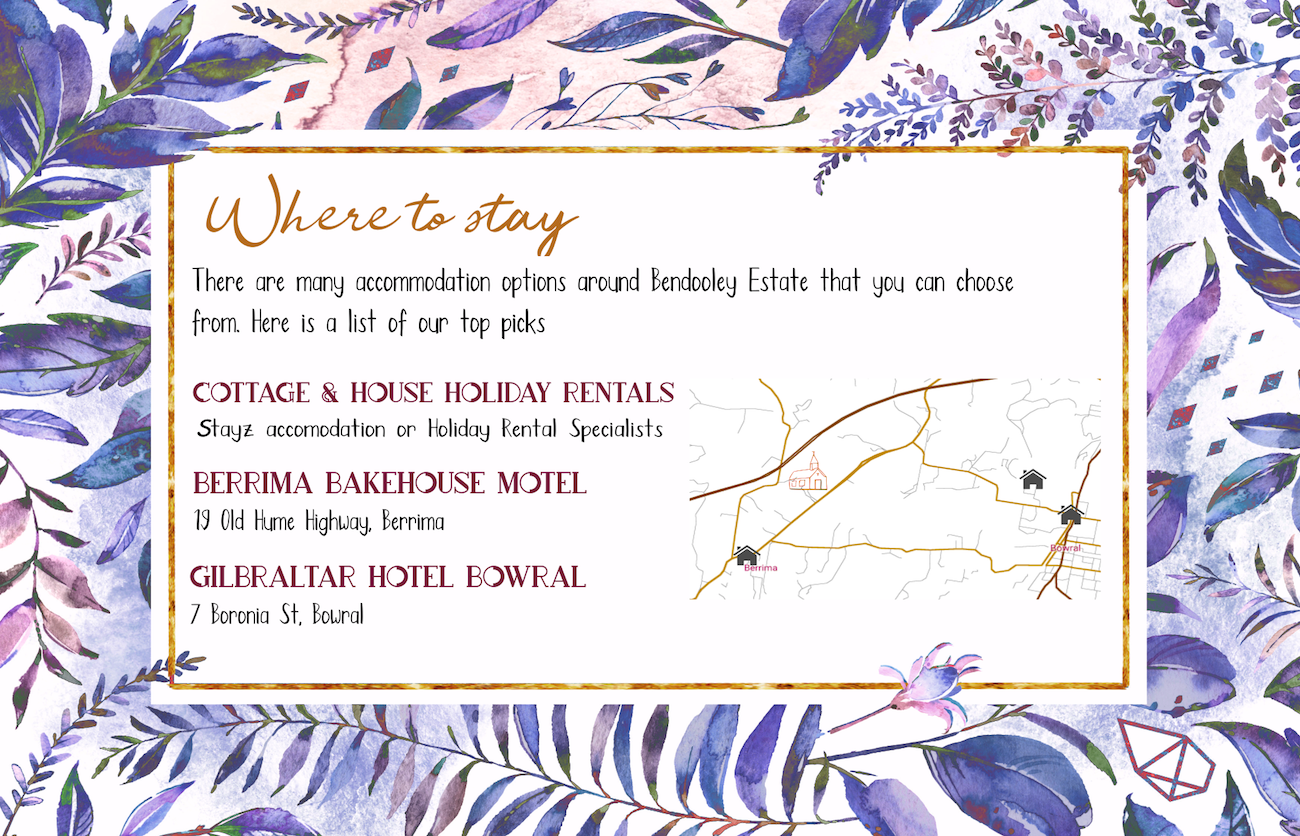 Where to stay
There are many accommodation options around Bendooley Estate that you can choose
from. Here is a list of our top picks
COTTAGE & HOUSE HOLIDAY RENTALS
Stayz accomodation or Holiday Rental Specialists
BERRIMA BAKEHOUSE MOTEL
19 Old Hume Highway, Berrima
GILBRALTAR HOTEL BOWRAL
7 Boronia St, Bowral
Bowral
Berrima